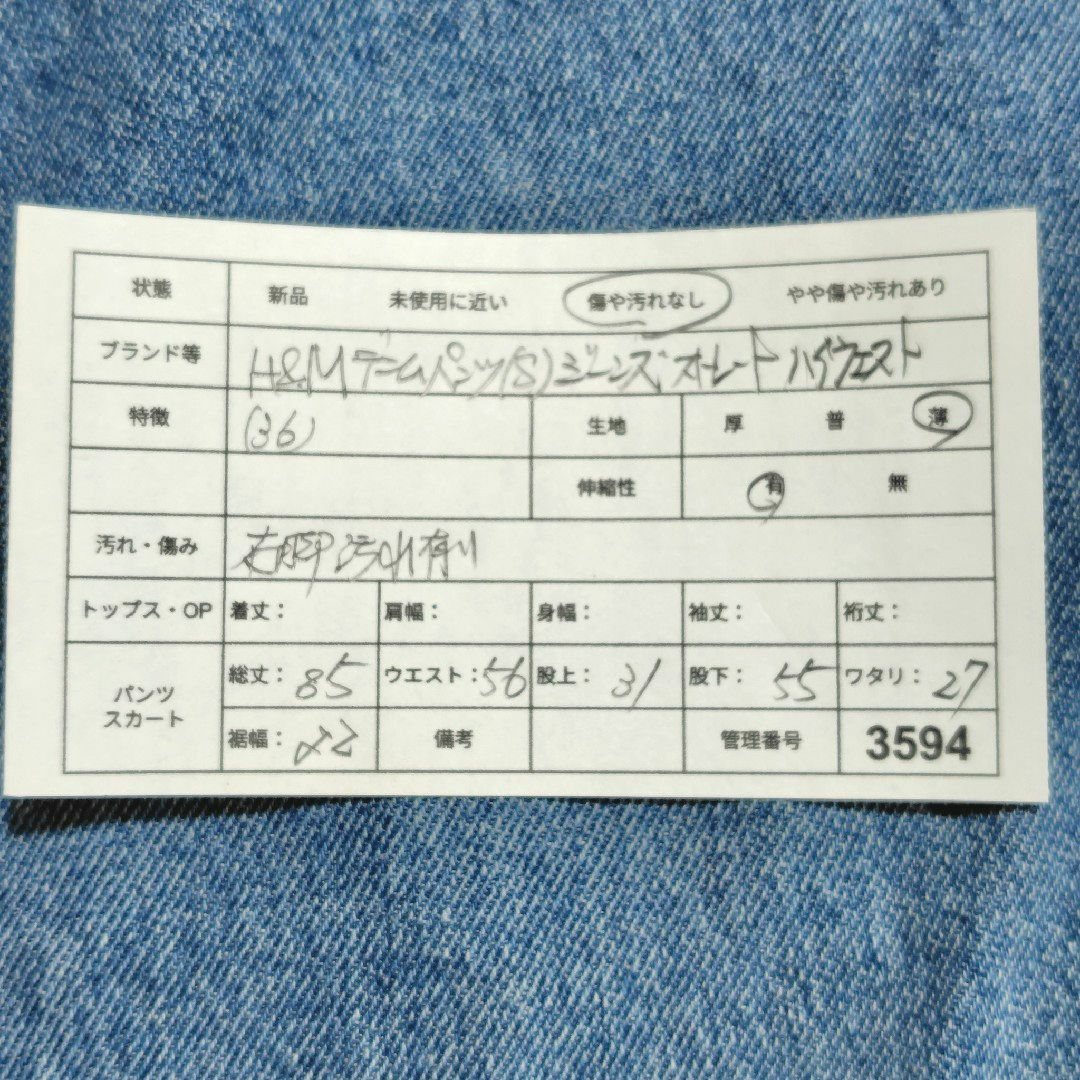 状態 新品 未使用に近い 傷や汚れなし やや傷や汚れあり
ブランド等 H&M デニムパンツ(S)ジーンズ ストレート ハイウエスト
特徴 (36) 生地 厚 普 薄
伸縮性 有 無
汚れ・傷み 右脚汚れ有り
トップス・OP 着丈: 肩幅: 身幅: 袖丈: 裄丈:
パンツ スカート 総丈: 85 ウエスト: 56 股上: 31 股下: 55 ワタリ: 27
裾幅: 22 備考 管理番号 3594